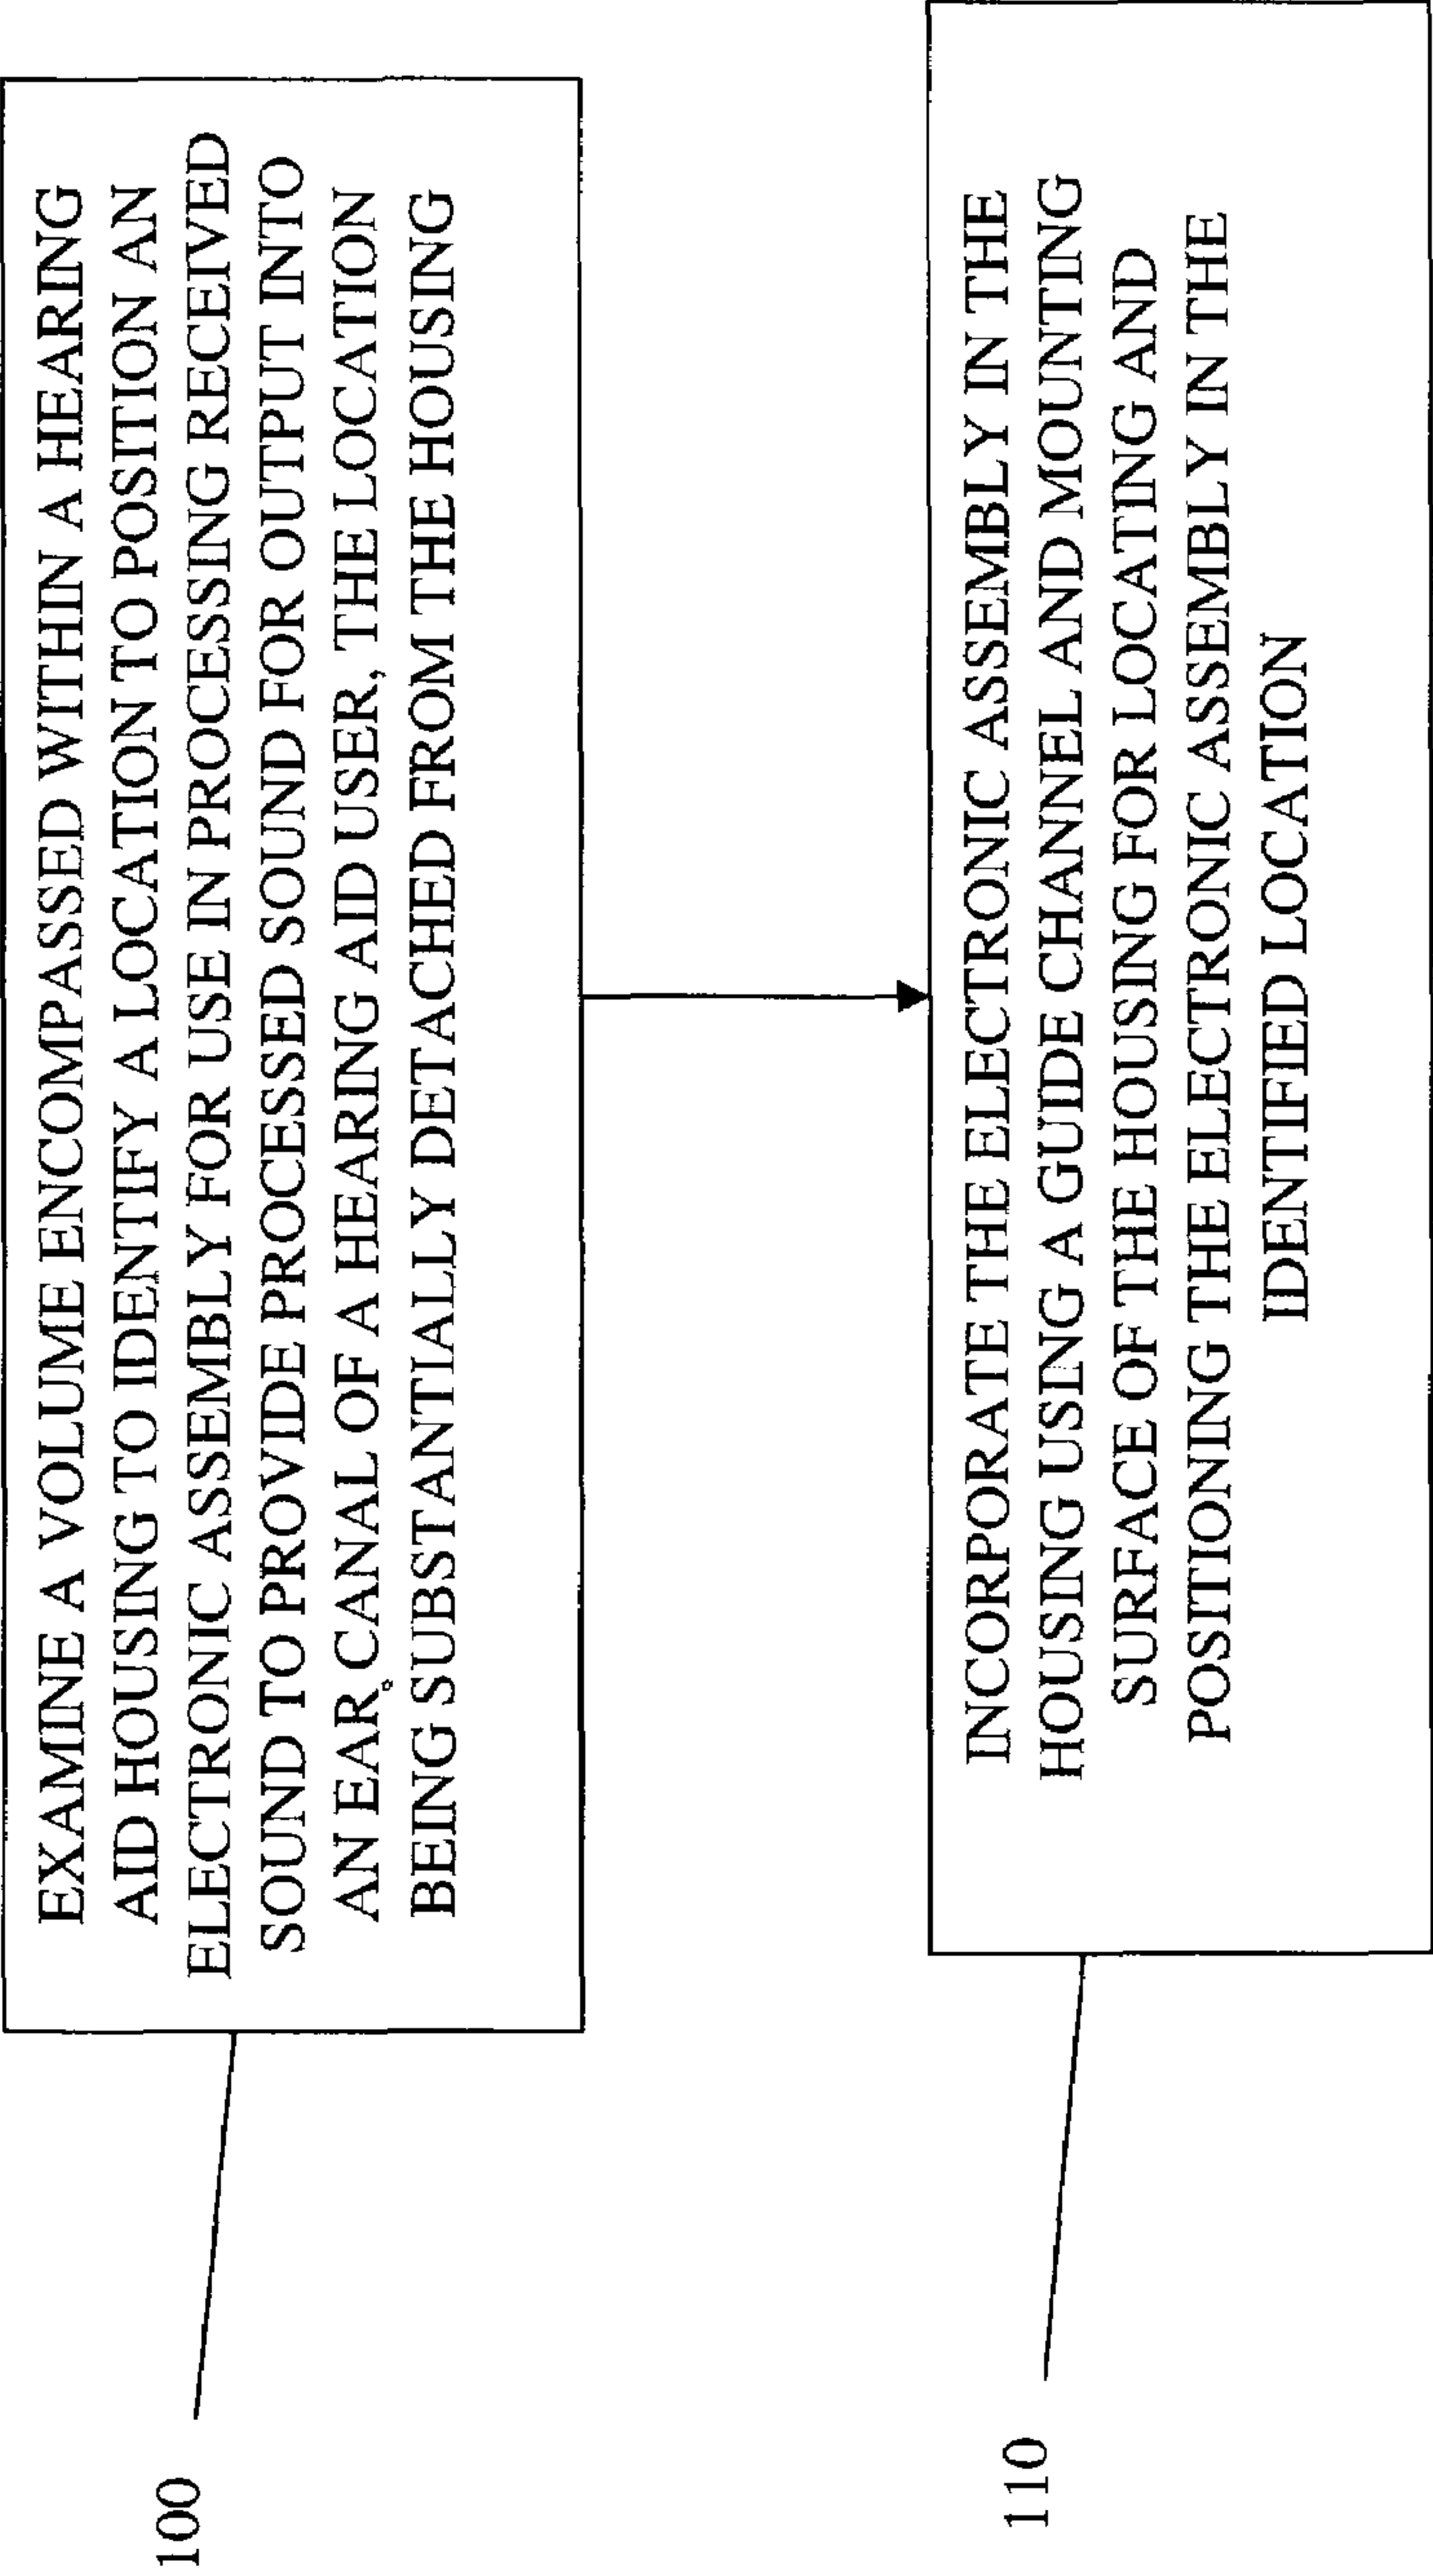 EXAMINE A VOLUME ENCOMPASSED WITHIN A HEARING
AID HOUSING TO IDENTIFY A LOCATION TO POSITION AN
ELECTRONIC ASSEMBLY FOR USE IN PROCESSING RECEIVED
SOUND TO PROVIDE PROCESSED SOUND FOR OUTPUT INTO
AN EAR CANAL OF A HEARING AID USER, THE LOCATION
BEING SUBSTANTIALLY DETACHED FROM THE HOUSING
100
INCORPORATE THE ELECTRONIC ASSEMBLY IN THE
HOUSING USING A GUIDE CHANNEL AND MOUNTING
SURFACE OF THE HOUSING FOR LOCATING AND
POSITIONING THE ELECTRONIC ASSEMBLY IN THE
IDENTIFIED LOCATION
110